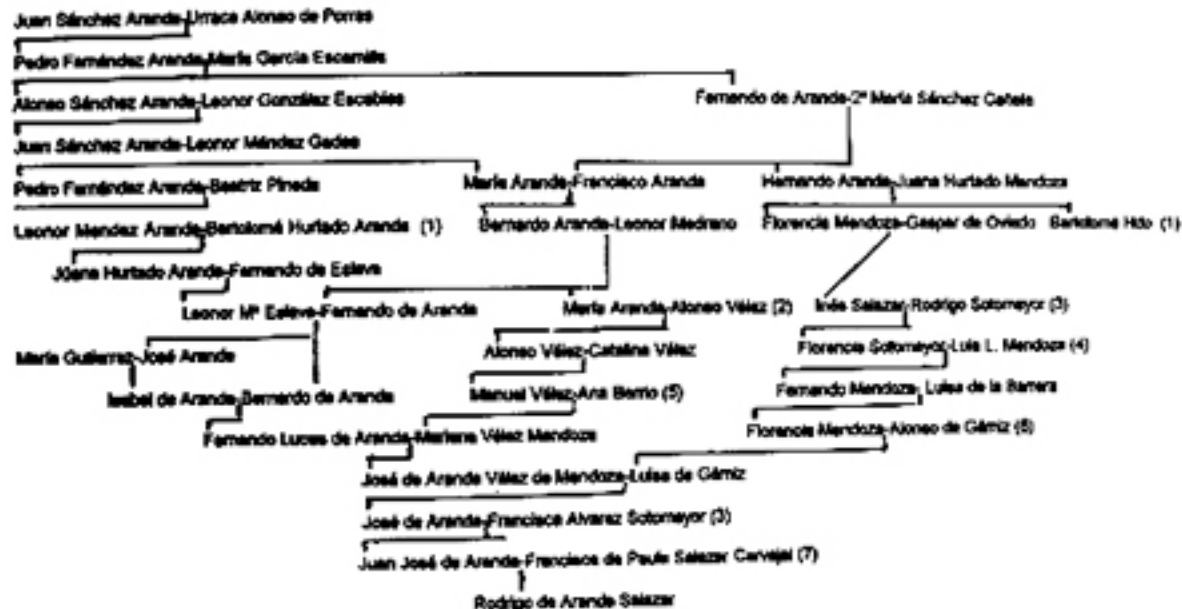 Juan Sánchez Aranda-Urraca Alonso de Porras
Pedro Fernández Aranda-María García Escamilla
Alonso Sánchez Aranda-Leonor González Escabies Fernando de Aranda-2ª María Sánchez Cañete
Juan Sánchez Aranda-Leonor Méndez Gades
Pedro Fernández Aranda-Beatriz Pineda María Aranda-Francisco Aranda Hernando Aranda-Juana Hurtado Mendoza
Leonor Mendez Aranda-Bartolomé Hurtado Aranda (1) Bernardo Aranda-Leonor Medrano Florencia Mendoza-Gaspar de Oviedo Bartolomé Hdo (1)
Juana Hurtado Aranda-Fernando de Eslava
Leonor Mª Eslava-Fernando de Aranda María Aranda-Alonso Vélez (2) Inés Salazar-Rodrigo Sotomayor (3)
María Gutierrez-José Aranda Alonso Vélez-Catalina Vélez Florencia Sotomayor-Luis L. Mendoza (4)
Isabel de Aranda-Bernardo de Aranda Manuel Vélez-Ana Berrio (5) Fernando Mendoza- Luisa de la Barrera
Fernando Lucas de Aranda-Mariana Vélez Mendoza Florencia Mendoza-Alonso de Gámiz (6)
José de Aranda Vélez de Mendoza-Luisa de Gámiz
José de Aranda-Francisca Alvarez Sotomayor (3)
Juan José de Aranda-Francisca de Paula Salazar Carvajal (7)
Rodrigo de Aranda Salazar